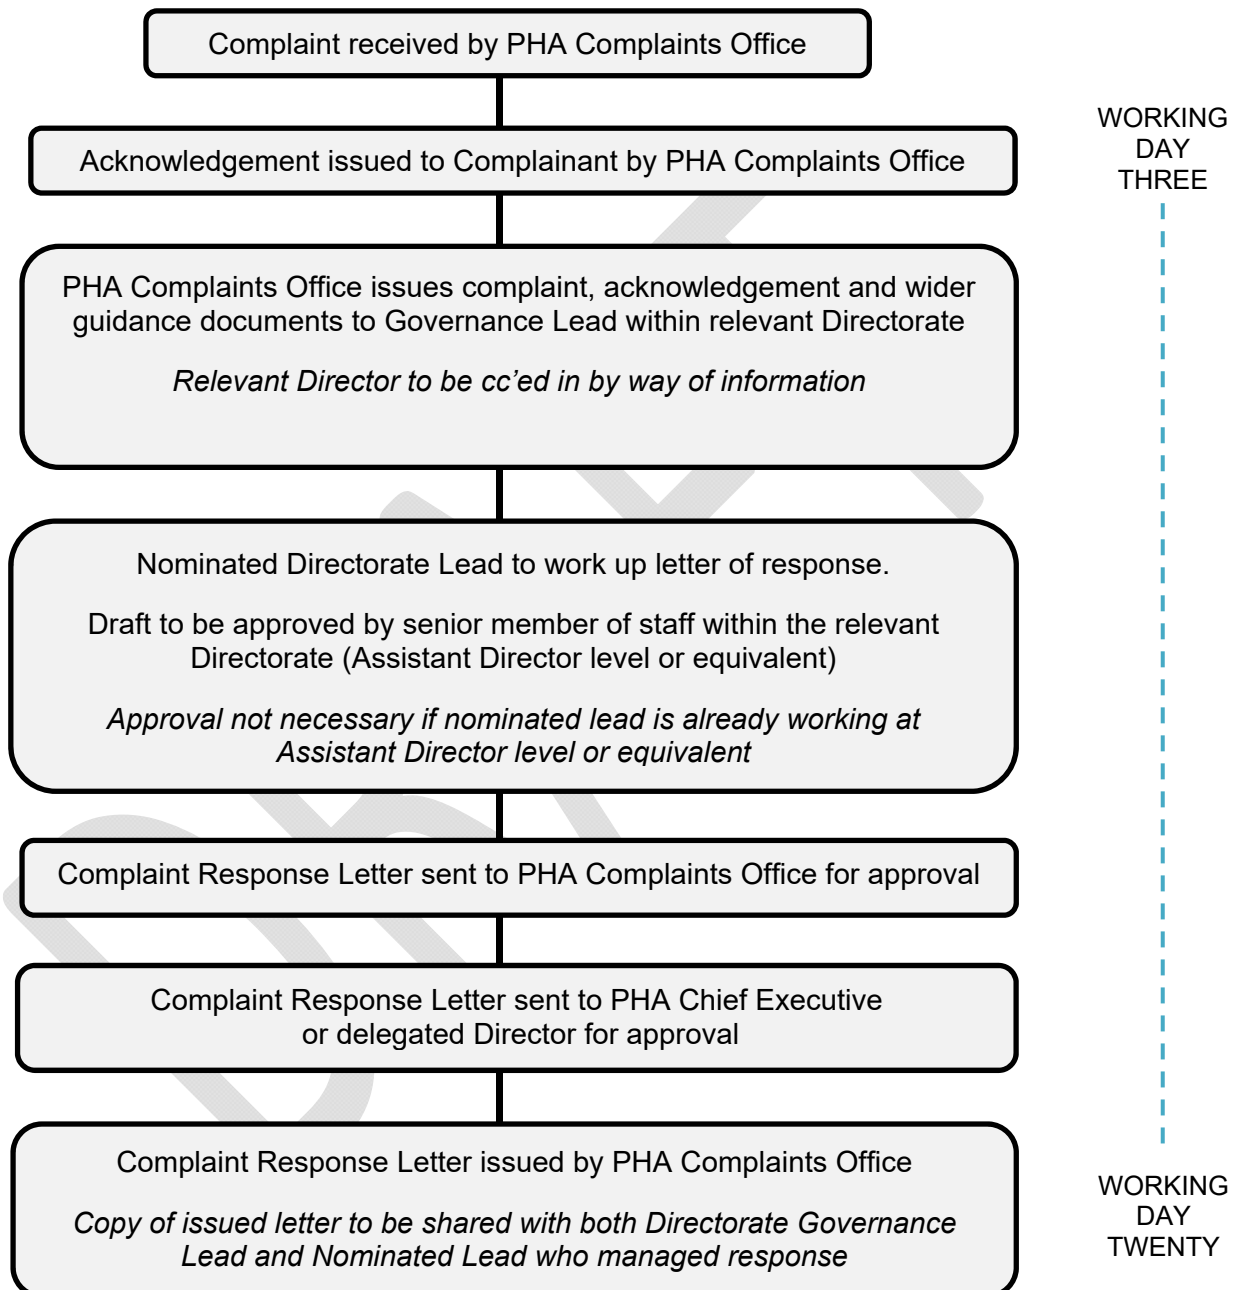 Complaint received by PHA Complaints Office
Acknowledgement issued to Complainant by PHA Complaints Office
WORKING
DAY
THREE
PHA Complaints Office issues complaint, acknowledgement and wider
guidance documents to Governance Lead within relevant Directorate
Relevant Director to be cc’ed in by way of information
Nominated Directorate Lead to work up letter of response.
Draft to be approved by senior member of staff within the relevant
Directorate (Assistant Director level or equivalent)
Approval not necessary if nominated lead is already working at
Assistant Director level or equivalent
Complaint Response Letter sent to PHA Complaints Office for approval
Complaint Response Letter sent to PHA Chief Executive
or delegated Director for approval
Complaint Response Letter issued by PHA Complaints Office
Copy of issued letter to be shared with both Directorate Governance
Lead and Nominated Lead who managed response
WORKING
DAY
TWENTY